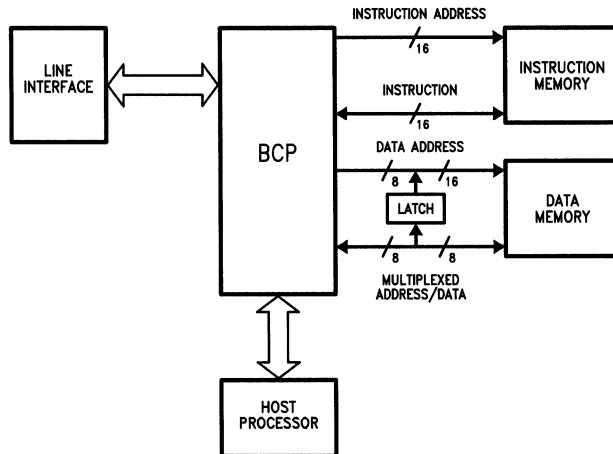 INSTRUCTION ADDRESS
16
LINE
INTERFACE
BCP
INSTRUCTION
MEMORY
INSTRUCTION
16
DATA ADDRESS
8
16
LATCH
DATA
MEMORY
8
8
MULTIPLEXED
ADDRESS/DATA
HOST
PROCESSOR